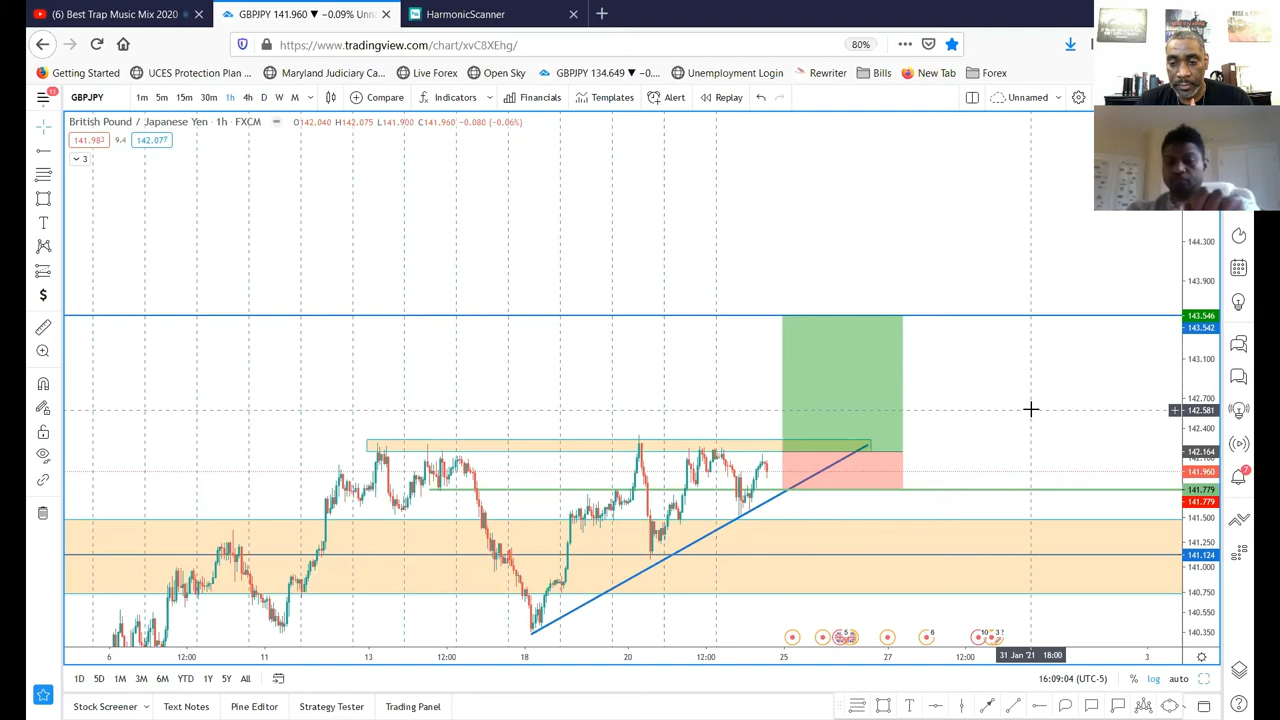 (6) Best Trap Music Mix 2020
GBPJPY 141.960 ▼ −0.09% Unna
Harmonic
nner
https://www.tradingview.com/chart/xvC8XEhg/
80%
Getting Started
UCES Protection Plan ...
Maryland Judiciary Ca...
Live Forex
Open Sky
GBPJPY 134.649 ▼ −0....
Unemployment Login
Rewriter
Bills
New Tab
Forex
11
GBPJPY
1m 5m 15m 30m 1h 4h D W M
Compare
Indicators
Financials
Templates
Alert
Replay
Unnamed
British Pound / Japanese Yen · 1h · FXCM
O142.040 H142.075 L141.900 C141.960 −0.080 (−0.06%)
141.983 9.4 142.077
3
144.300
143.900
143.546
143.542
143.100
142.700
142.581
142.400
142.164
141.960
141.779
141.779
141.500
141.250
141.124
141.000
140.750
140.550
140.350
7
6 12:00 11 13 12:00 18 20 12:00 25 27 12:00 31 Jan '21 18:00 3
1D 5D 1M 3M 6M YTD 1Y 5Y All
16:09:04 (UTC-5)
% log auto
Stock Screener
Text Notes
Pine Editor
Strategy Tester
Trading Panel